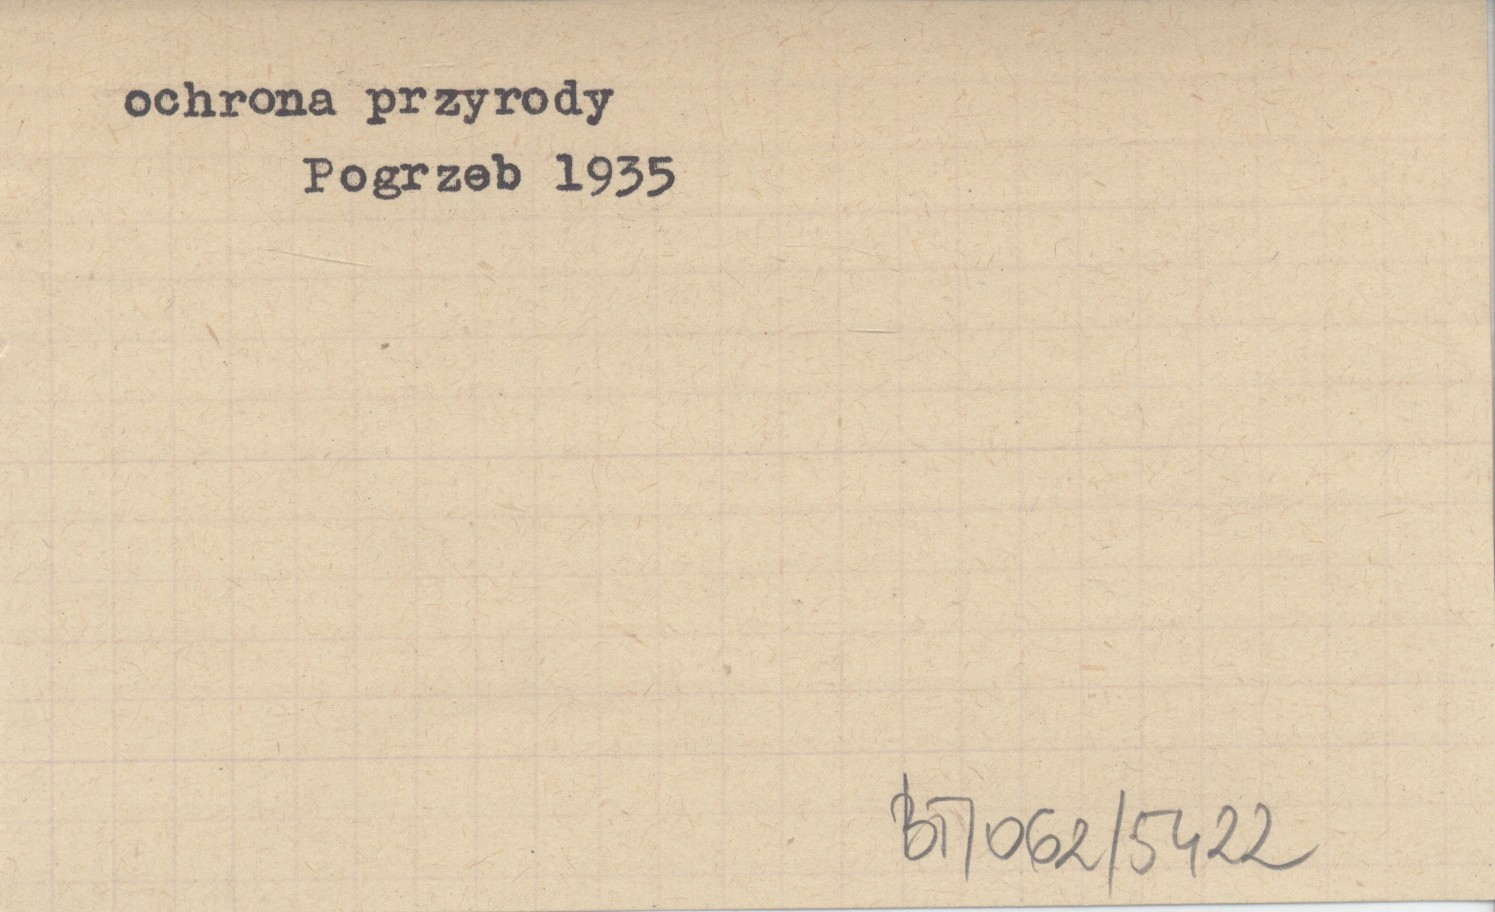 ochrona przyrody
Pogrzeb 1935
BT/062/5422